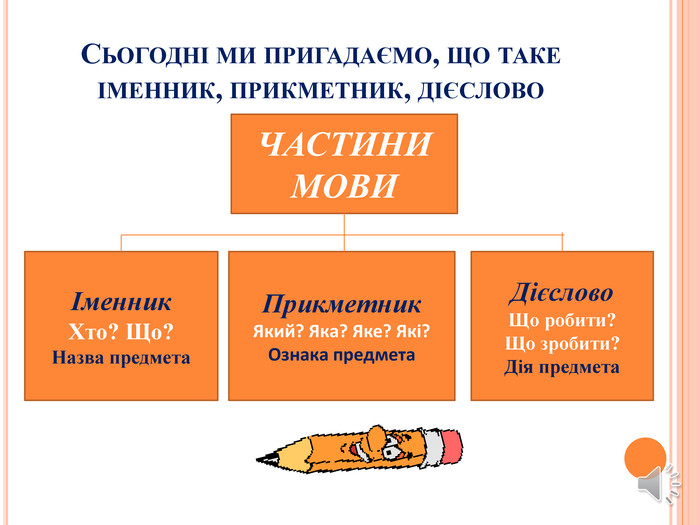 Сьогодні ми пригадаємо, що таке
іменник, прикметник, дієслово
ЧАСТИНИ
МОВИ
Іменник
Хто? Що?
Назва предмета
Прикметник
Який? Яка? Яке? Які?
Ознака предмета
Дієслово
Що робити?
Що зробити?
Дія предмета